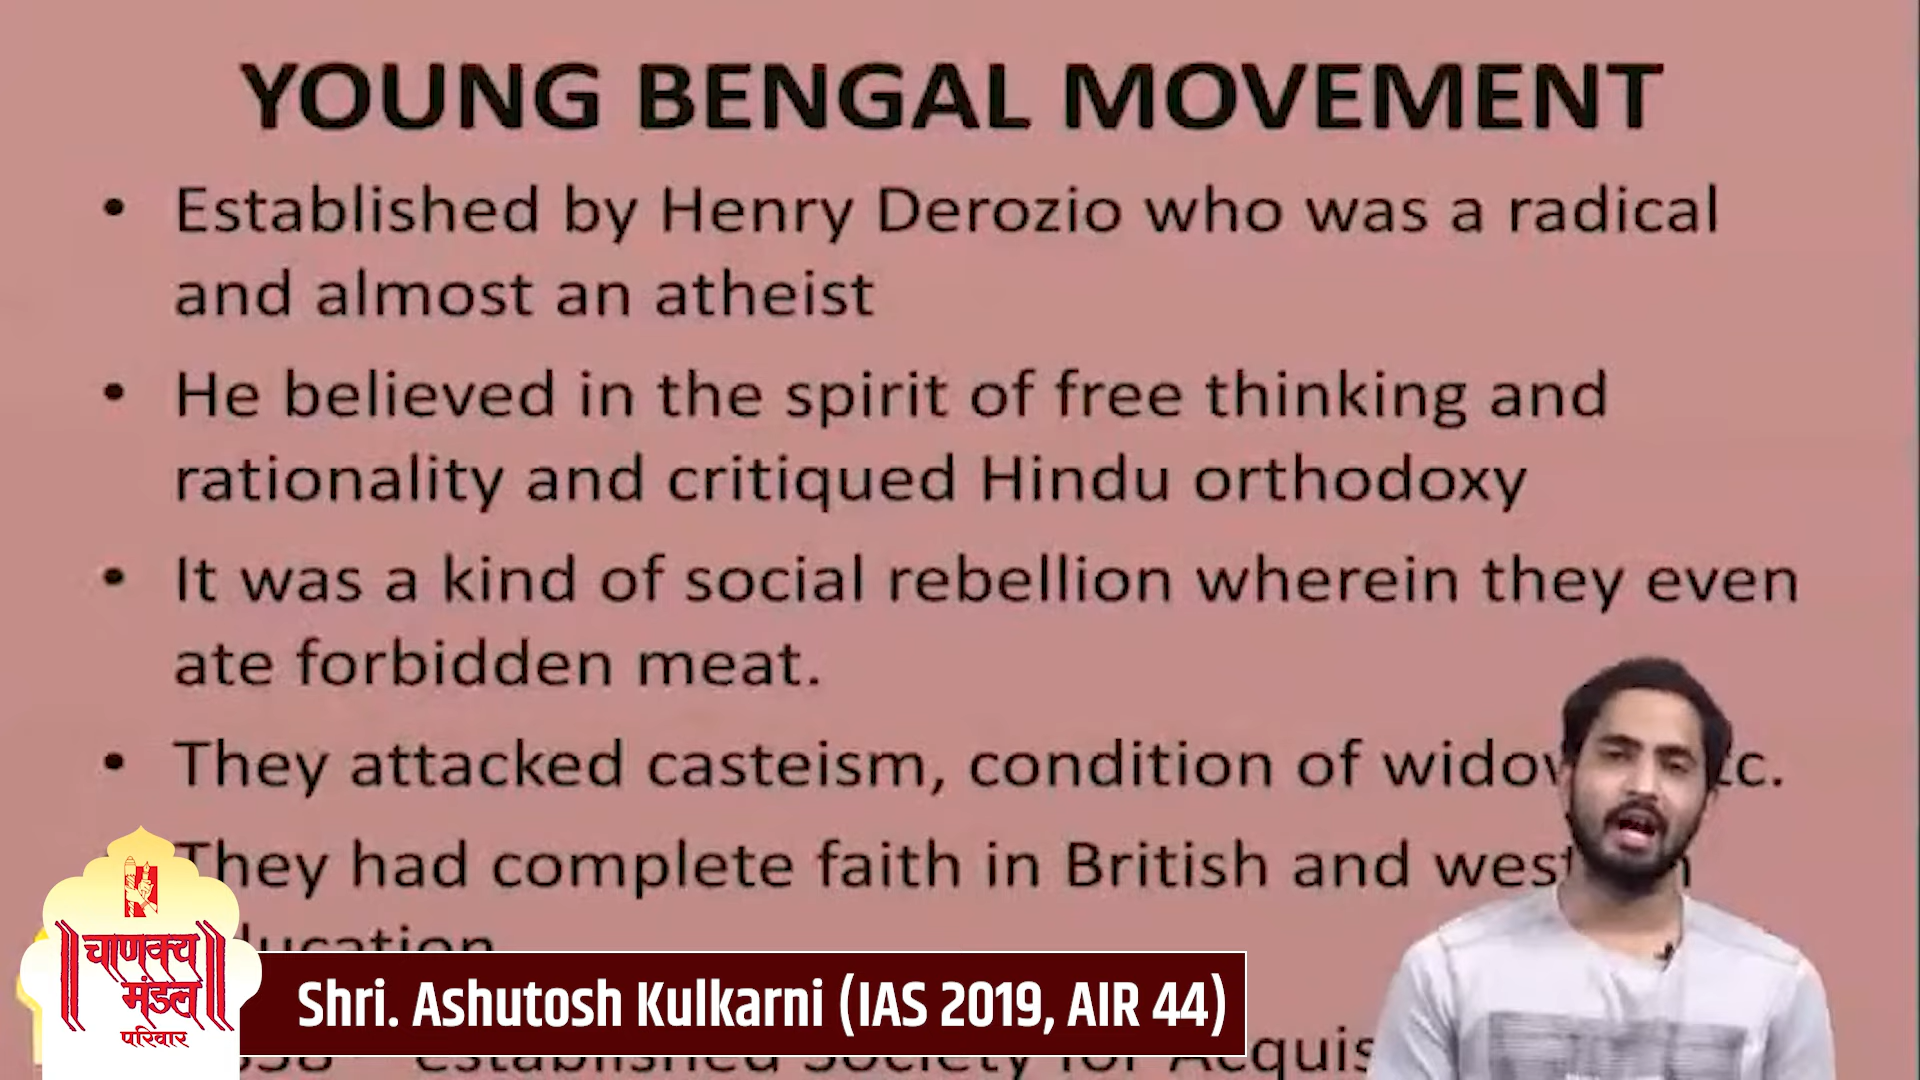 YOUNG BENGAL MOVEMENT
• Established by Henry Derozio who was a radical
and almost an atheist
• He believed in the spirit of free thinking and
rationality and critiqued Hindu orthodoxy
• It was a kind of social rebellion wherein they even
ate forbidden meat.
• They attacked casteism, condition of
They had complete faith in British and
Society for
॥ चाणक्य
मंडल ॥
परिवार
Shri. Ashutosh Kulkarni (IAS 2019, AIR 44)